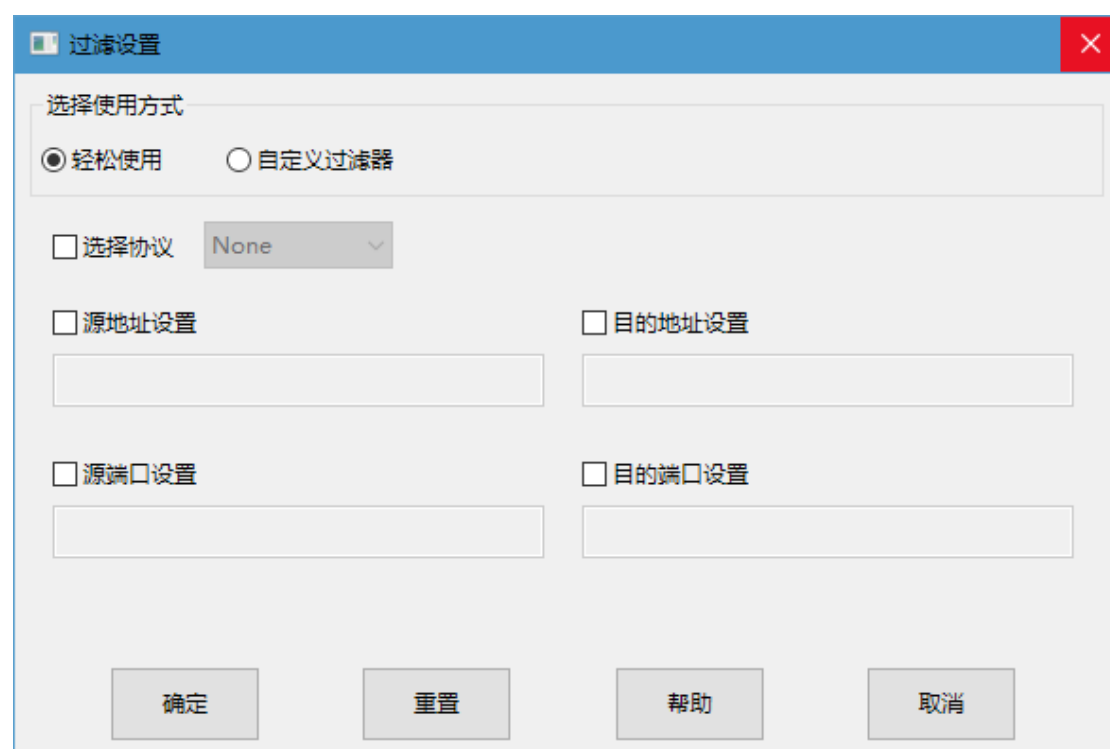 过滤设置
选择使用方式
轻松使用 自定义过滤器
选择协议 None
源地址设置 目的地址设置
源端口设置 目的端口设置
确定 重置 帮助 取消